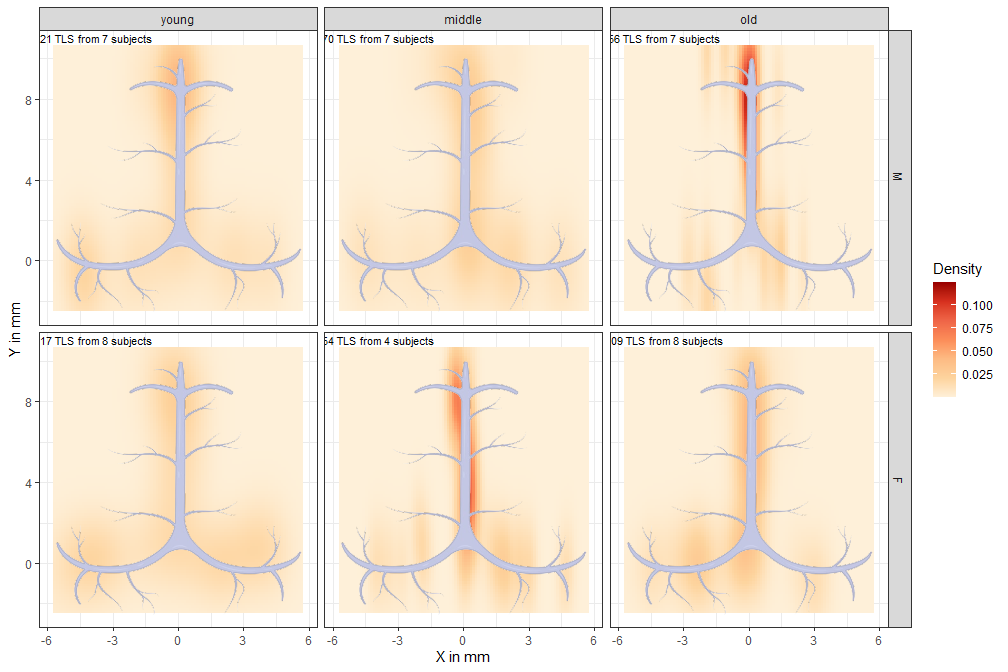 young middle old
21 TLS from 7 subjects
70 TLS from 7 subjects
56 TLS from 7 subjects
8
4
0
M
17 TLS from 8 subjects
54 TLS from 4 subjects
09 TLS from 8 subjects
8
4
0
F
-6 -3 0 3 6 -6 -3 0 3 6 -6 -3 0 3 6
X in mm
Y in mm
Density
0.100
0.075
0.050
0.025